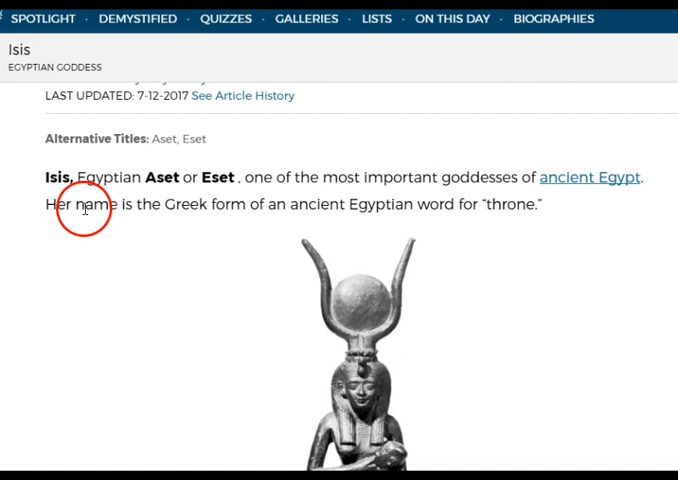 SPOTLIGHT · DEMYSTIFIED · QUIZZES · GALLERIES · LISTS · ON THIS DAY · BIOGRAPHIES
Isis
EGYPTIAN GODDESS
LAST UPDATED: 7-12-2017 See Article History
Alternative Titles: Aset, Eset
Isis, Egyptian Aset or Eset , one of the most important goddesses of ancient Egypt.
Her name is the Greek form of an ancient Egyptian word for “throne.”